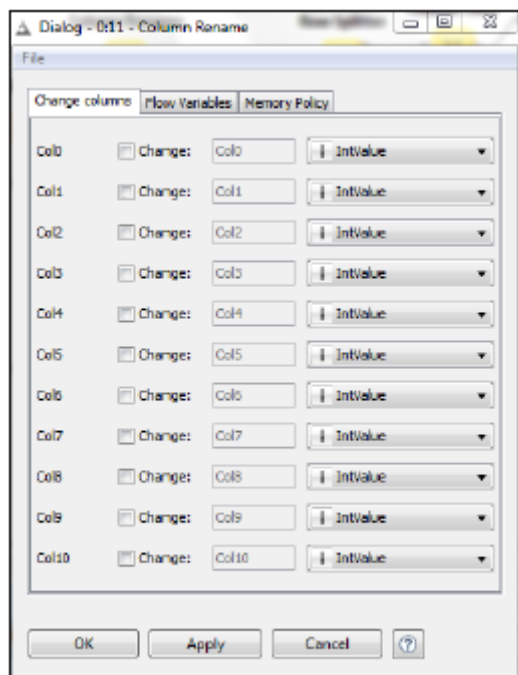 Dialog - 0:11 - Column Rename
File
Change columns Flow Variables Memory Policy
Col0 Change: Col0 IntValue
Col1 Change: Col1 IntValue
Col2 Change: Col2 IntValue
Col3 Change: Col3 IntValue
Col4 Change: Col4 IntValue
Col5 Change: Col5 IntValue
Col6 Change: Col6 IntValue
Col7 Change: Col7 IntValue
Col8 Change: Col8 IntValue
Col9 Change: Col9 IntValue
Col10 Change: Col10 IntValue
OK Apply Cancel ?